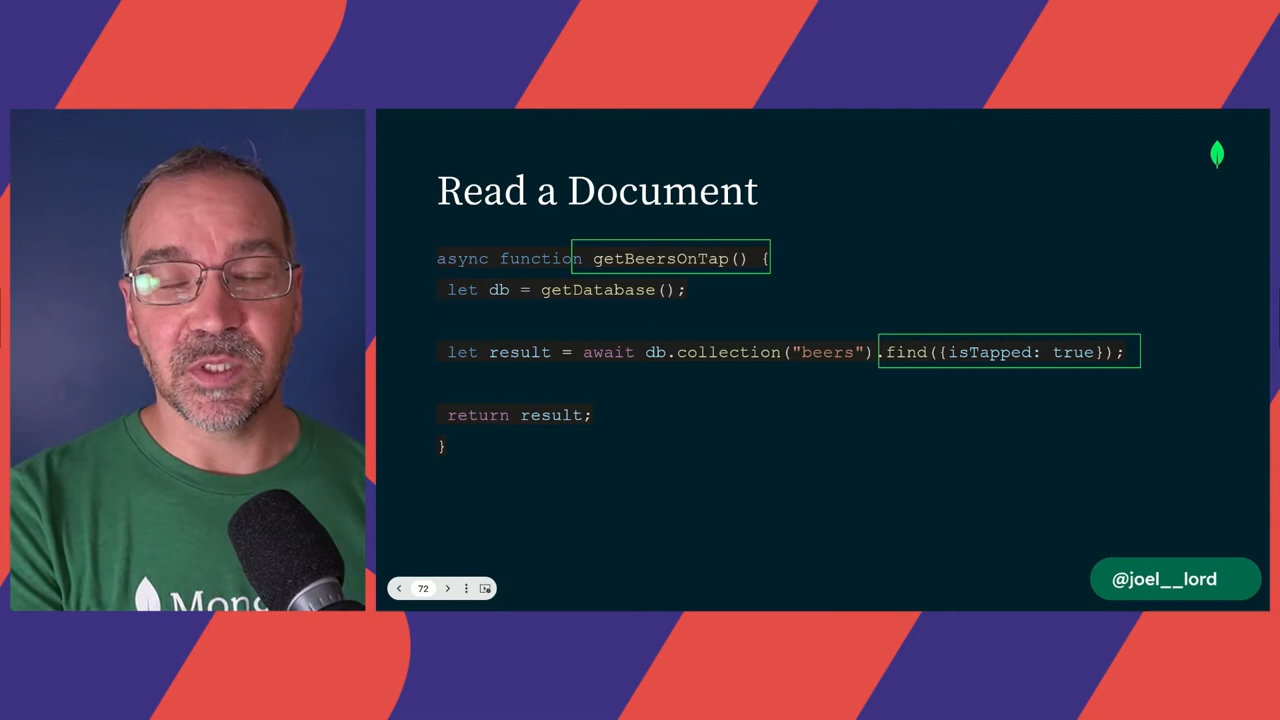 Read a Document
async function getBeersOnTap() {
let db = getDatabase();
let result = await db.collection("beers").find({isTapped: true});
return result;
}
72
@joel__lord
Mong